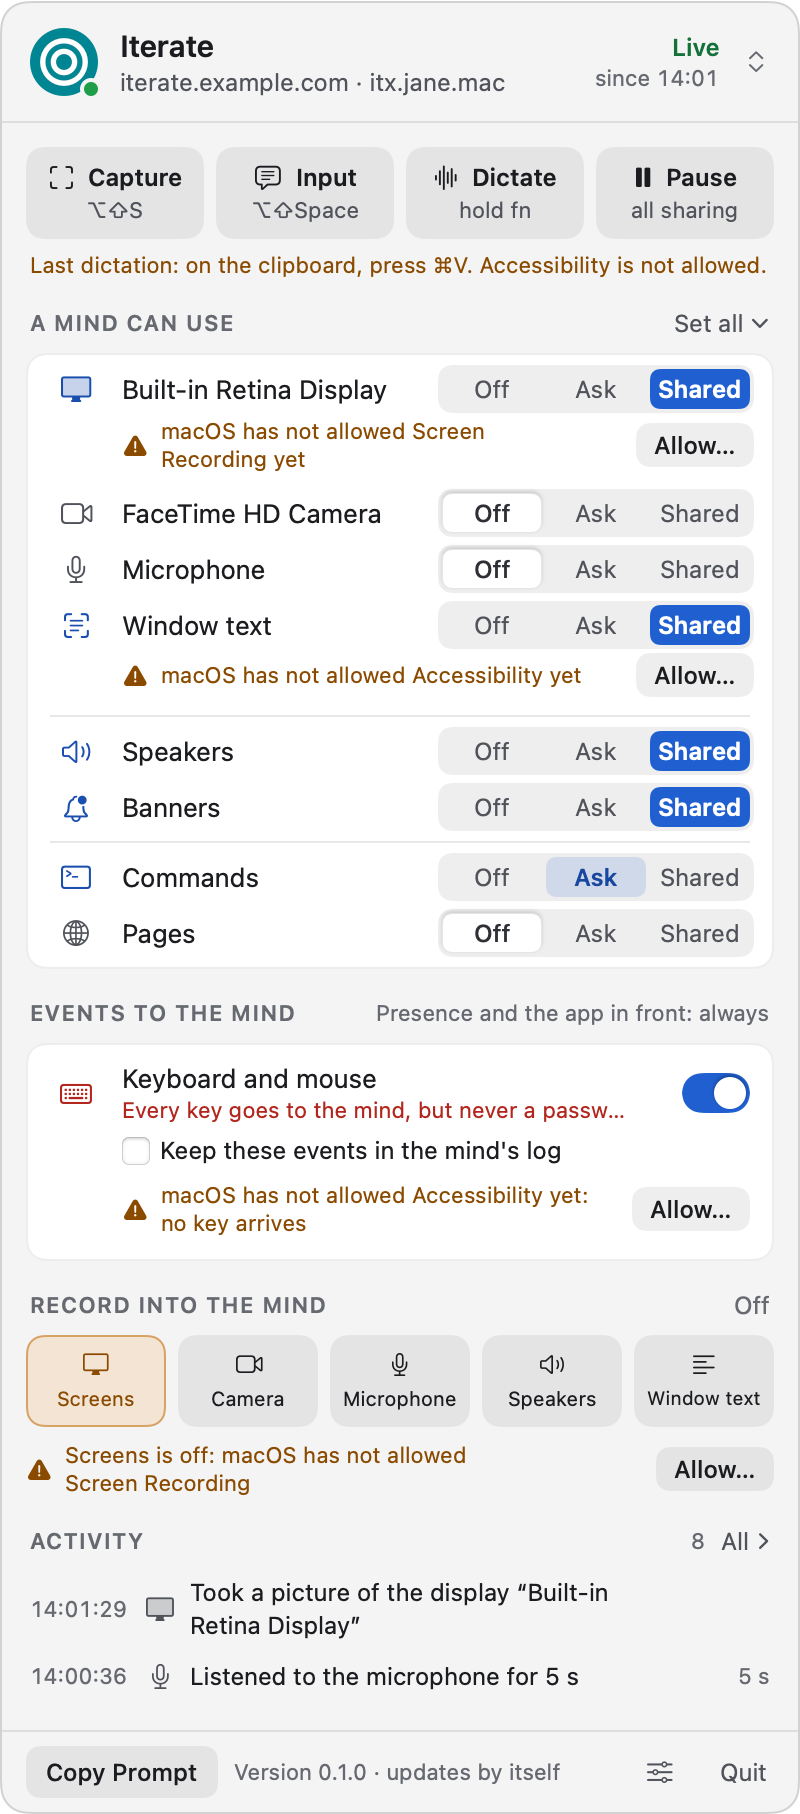 Iterate
iterate.example.com · itx.jane.mac
Live
since 14:01
Capture
⌥⇧S
Input
⌥⇧Space
Dictate
hold fn
Pause
all sharing
Last dictation: on the clipboard, press ⌘V. Accessibility is not allowed.
A MIND CAN USE
Set all
Built-in Retina Display
Off Ask Shared
macOS has not allowed Screen
Recording yet
Allow...
FaceTime HD Camera
Off Ask Shared
Microphone
Off Ask Shared
Window text
Off Ask Shared
macOS has not allowed Accessibility yet
Allow...
Speakers
Off Ask Shared
Banners
Off Ask Shared
Commands
Off Ask Shared
Pages
Off Ask Shared
EVENTS TO THE MIND
Presence and the app in front: always
Keyboard and mouse
Every key goes to the mind, but never a passw...
Keep these events in the mind's log
macOS has not allowed Accessibility yet:
no key arrives
Allow...
RECORD INTO THE MIND
Off
Screens
Camera
Microphone
Speakers
Window text
Screens is off: macOS has not allowed
Screen Recording
Allow...
ACTIVITY
8 All
14:01:29
Took a picture of the display “Built-in
Retina Display”
14:00:36
Listened to the microphone for 5 s
5 s
Copy Prompt
Version 0.1.0 · updates by itself
Quit